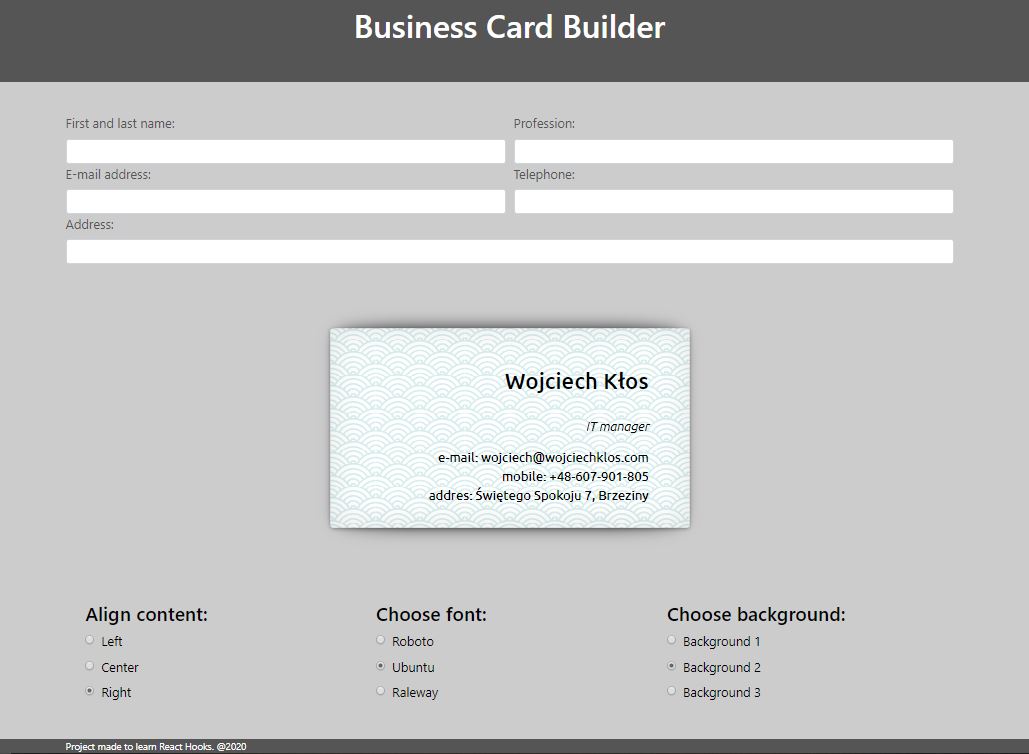 Business Card Builder
First and last name:
Profession:
E-mail address:
Telephone:
Address:
Wojciech Kłos
IT manager
e-mail: wojciech@wojciechklos.com
mobile: +48-607-901-805
addres: Świętego Spokoju 7, Brzeziny
Align content:
Left
Center
Right
Choose font:
Roboto
Ubuntu
Raleway
Choose background:
Background 1
Background 2
Background 3
Project made to learn React Hooks. @2020